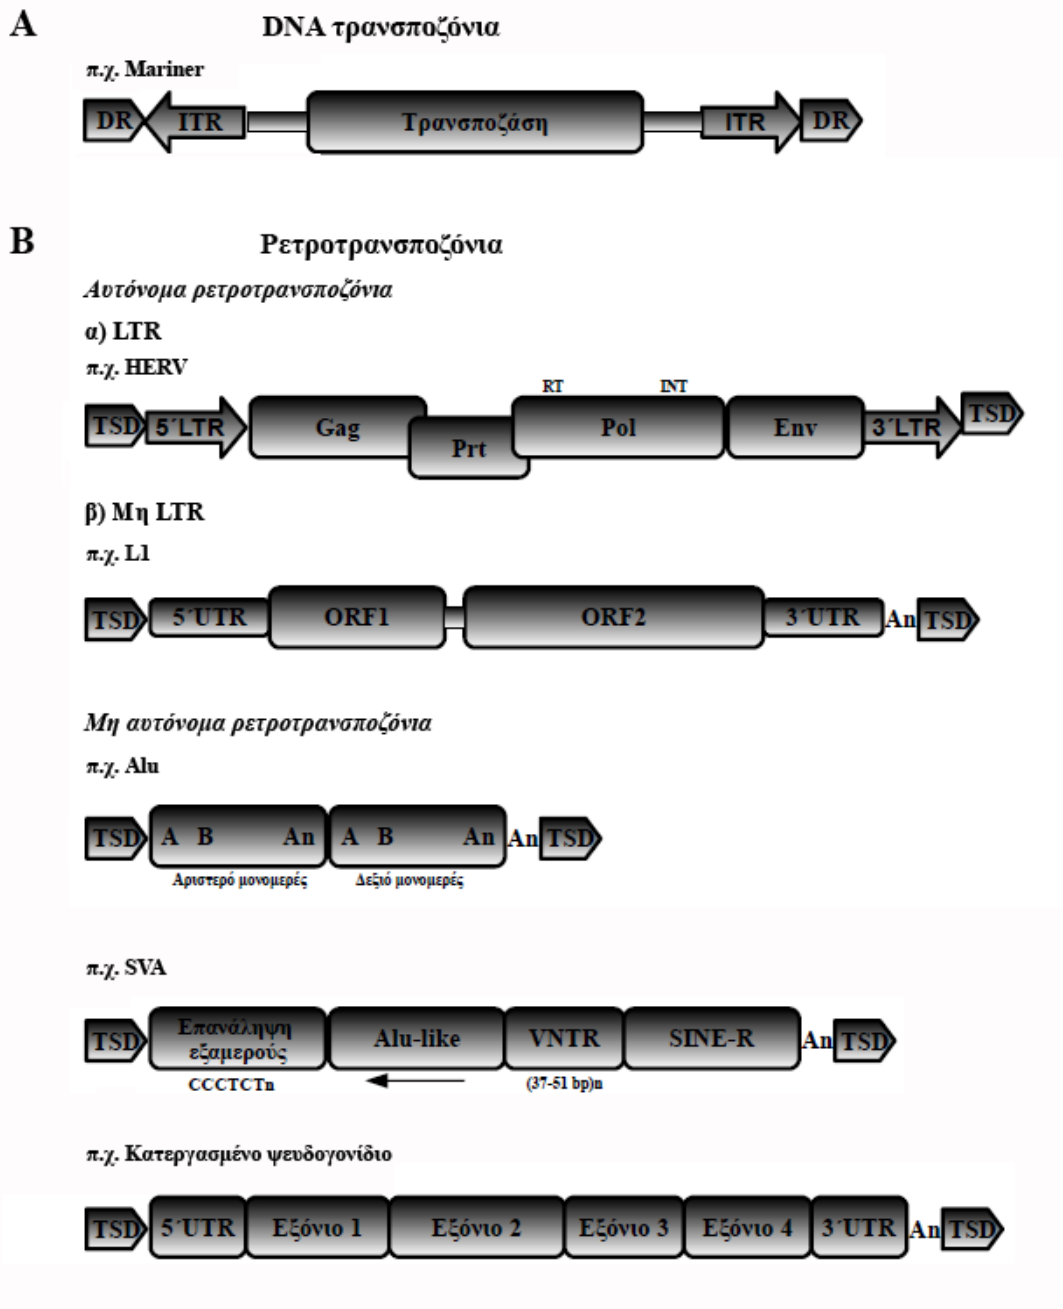 A DNA τρανσποζόνια
π.χ. Mariner
DR ITR Τρανσποζάση ITR DR
B Ρετροτρανσποζόνια
Αυτόνομα ρετροτρανσποζόνια
α) LTR
π.χ. HERV
RT INT
TSD 5΄LTR Gag Prt Pol Env 3΄LTR TSD
β) Μη LTR
π.χ. L1
TSD 5΄UTR ORF1 ORF2 3΄UTR An TSD
Μη αυτόνομα ρετροτρανσποζόνια
π.χ. Alu
TSD A B An A B An An TSD
Αριστερό μονομερές Δεξιό μονομερές
π.χ. SVA
TSD Επανάληψη εξαμερούς Alu-like VNTR SINE-R An TSD
CCCTCTn (37-51 bp)n
π.χ. Κατεργασμένο ψευδογονίδιο
TSD 5΄UTR Εξόνιο 1 Εξόνιο 2 Εξόνιο 3 Εξόνιο 4 3΄UTR An TSD